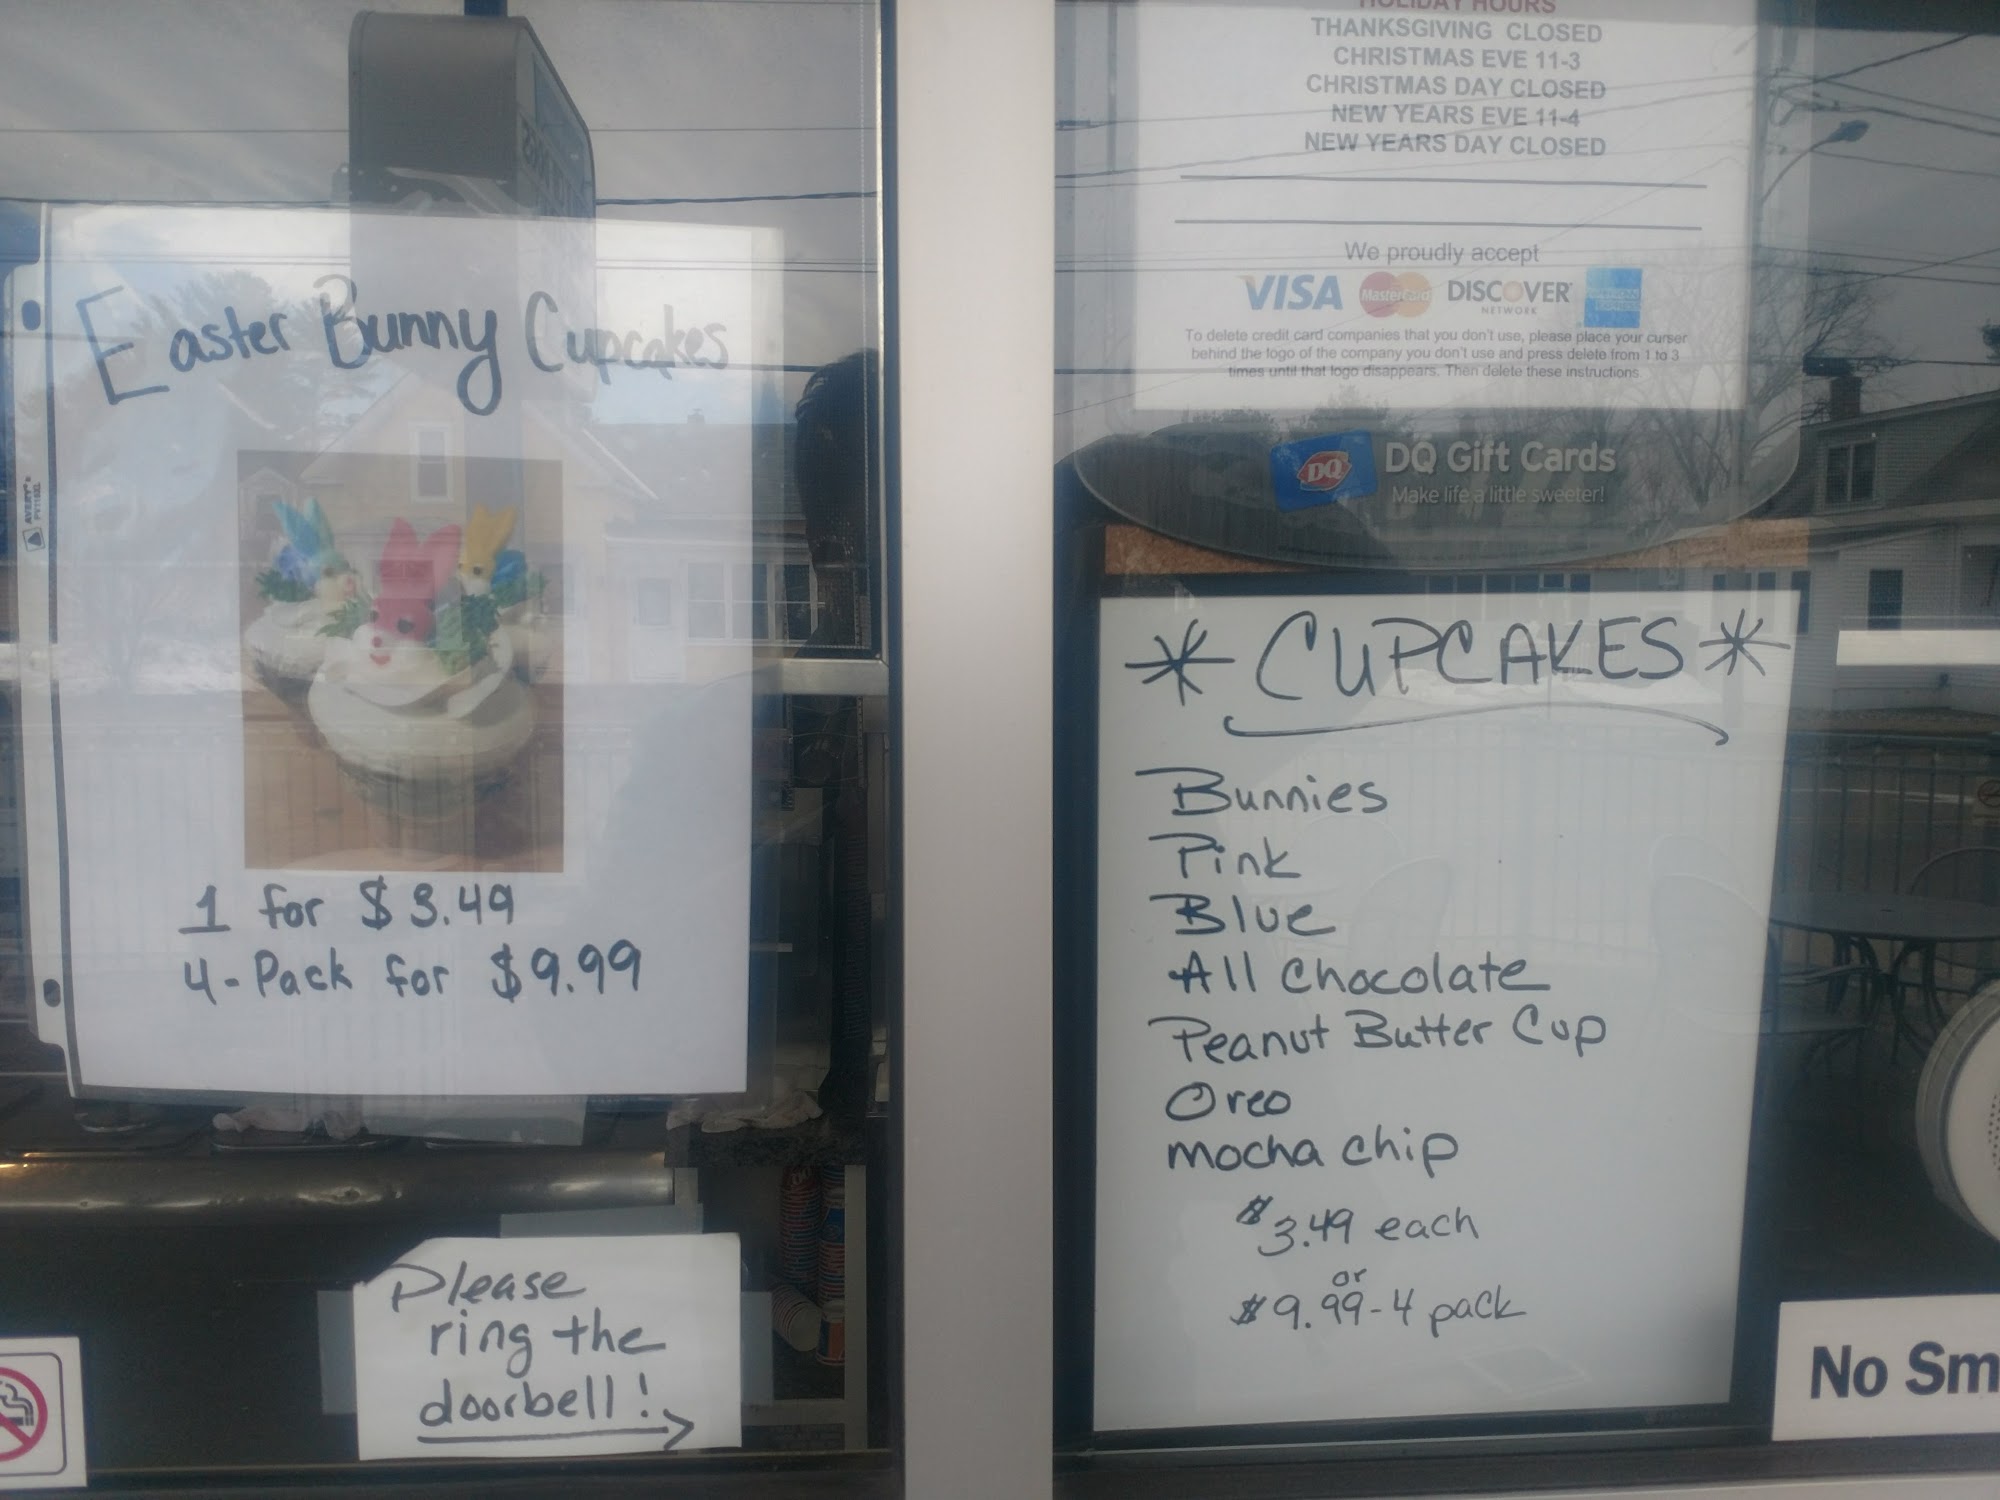 Easter Bunny Cupcakes
1 for $3.49
4-Pack for $9.99
AVERY
Please
ring the
doorbell!
HOLIDAY HOURS
THANKSGIVING CLOSED
CHRISTMAS EVE 11-3
CHRISTMAS DAY CLOSED
NEW YEARS EVE 11-4
NEW YEARS DAY CLOSED
We proudly accept
VISA MasterCard DISCOVER
NETWORK
AMERICAN EXPRESS
To delete credit card companies that you don't use, please place your curser
behind the logo of the company you don't use and press delete from 1 to 3
times until that logo disappears. Then delete these instructions.
DQ
DQ Gift Cards
Make life a little sweeter!
* CUPCAKES *
Bunnies
Pink
Blue
All Chocolate
Peanut Butter Cup
Oreo
mocha chip
$3.49 each
or
$9.99-4 pack
No Sm